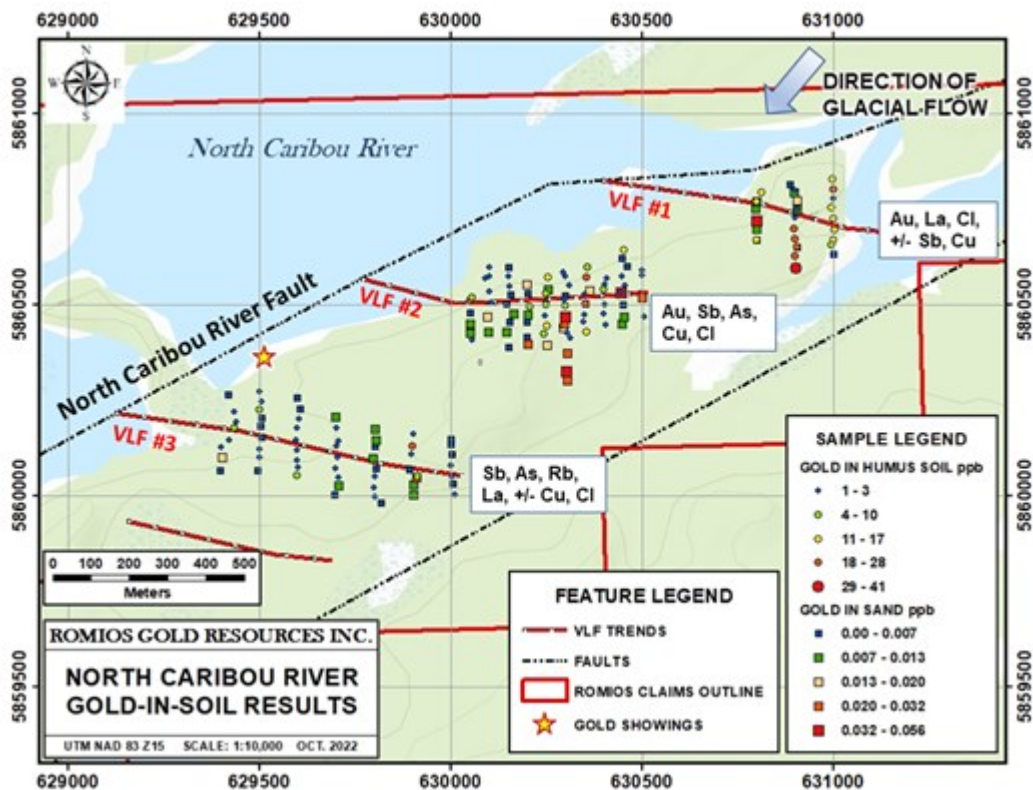 629000 629500 630000 630500 631000
N
W E
S
DIRECTION OF
GLACIAL FLOW
5861000
5861000
North Caribou River
VLF #1
Au, La, Cl,
+/- Sb, Cu
North Caribou River Fault
VLF #2
5860500
5860500
Au, Sb, As,
Cu, Cl
VLF #3
Sb, As, Rb,
La, +/- Cu, Cl
5860000
5860000
0 100 200 300 400 500
Meters
ROMIOS GOLD RESOURCES INC.
NORTH CARIBOU RIVER
GOLD-IN-SOIL RESULTS
UTM NAD 83 Z15 SCALE: 1:10,000 OCT. 2022
FEATURE LEGEND
VLF TRENDS
FAULTS
ROMIOS CLAIMS OUTLINE
GOLD SHOWINGS
SAMPLE LEGEND
GOLD IN HUMUS SOIL ppb
1 - 3
4 - 10
11 - 17
18 - 28
29 - 41
GOLD IN SAND ppb
0.00 - 0.007
0.007 - 0.013
0.013 - 0.020
0.020 - 0.032
0.032 - 0.056
5859500
5859500
629000 629500 630000 630500 631000